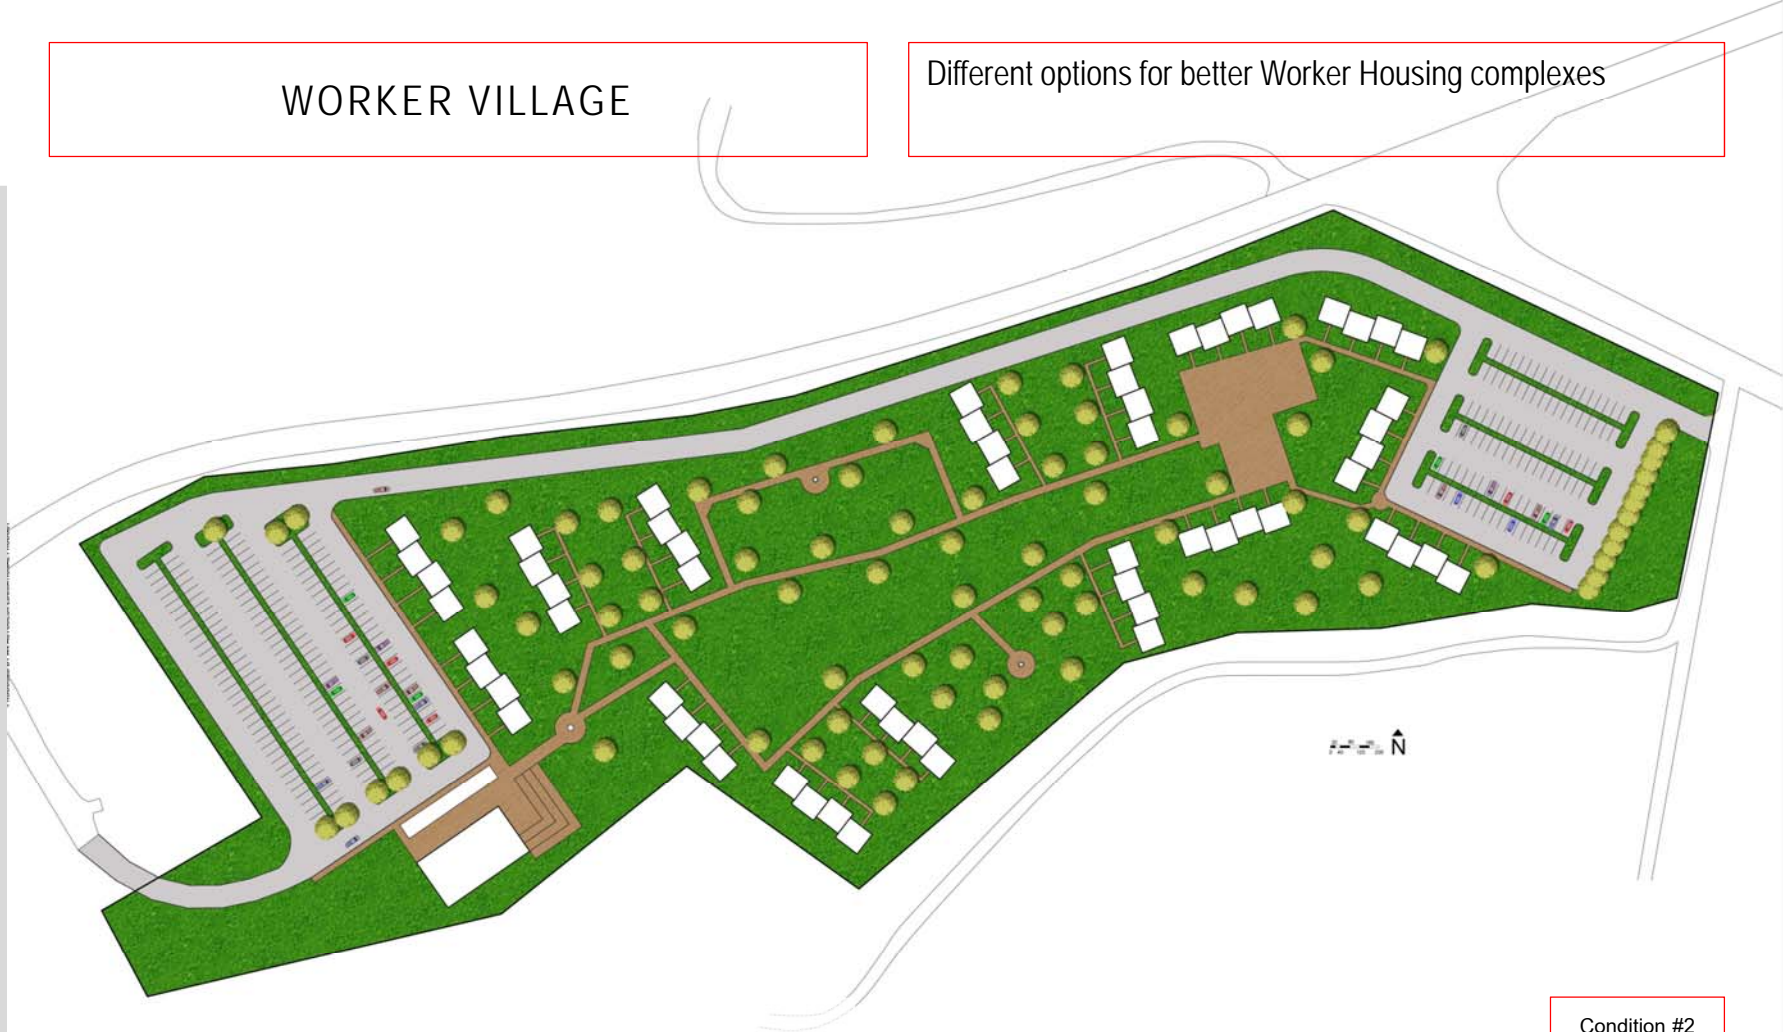 WORKER VILLAGE
Different options for better Worker Housing complexes
N
Condition #2